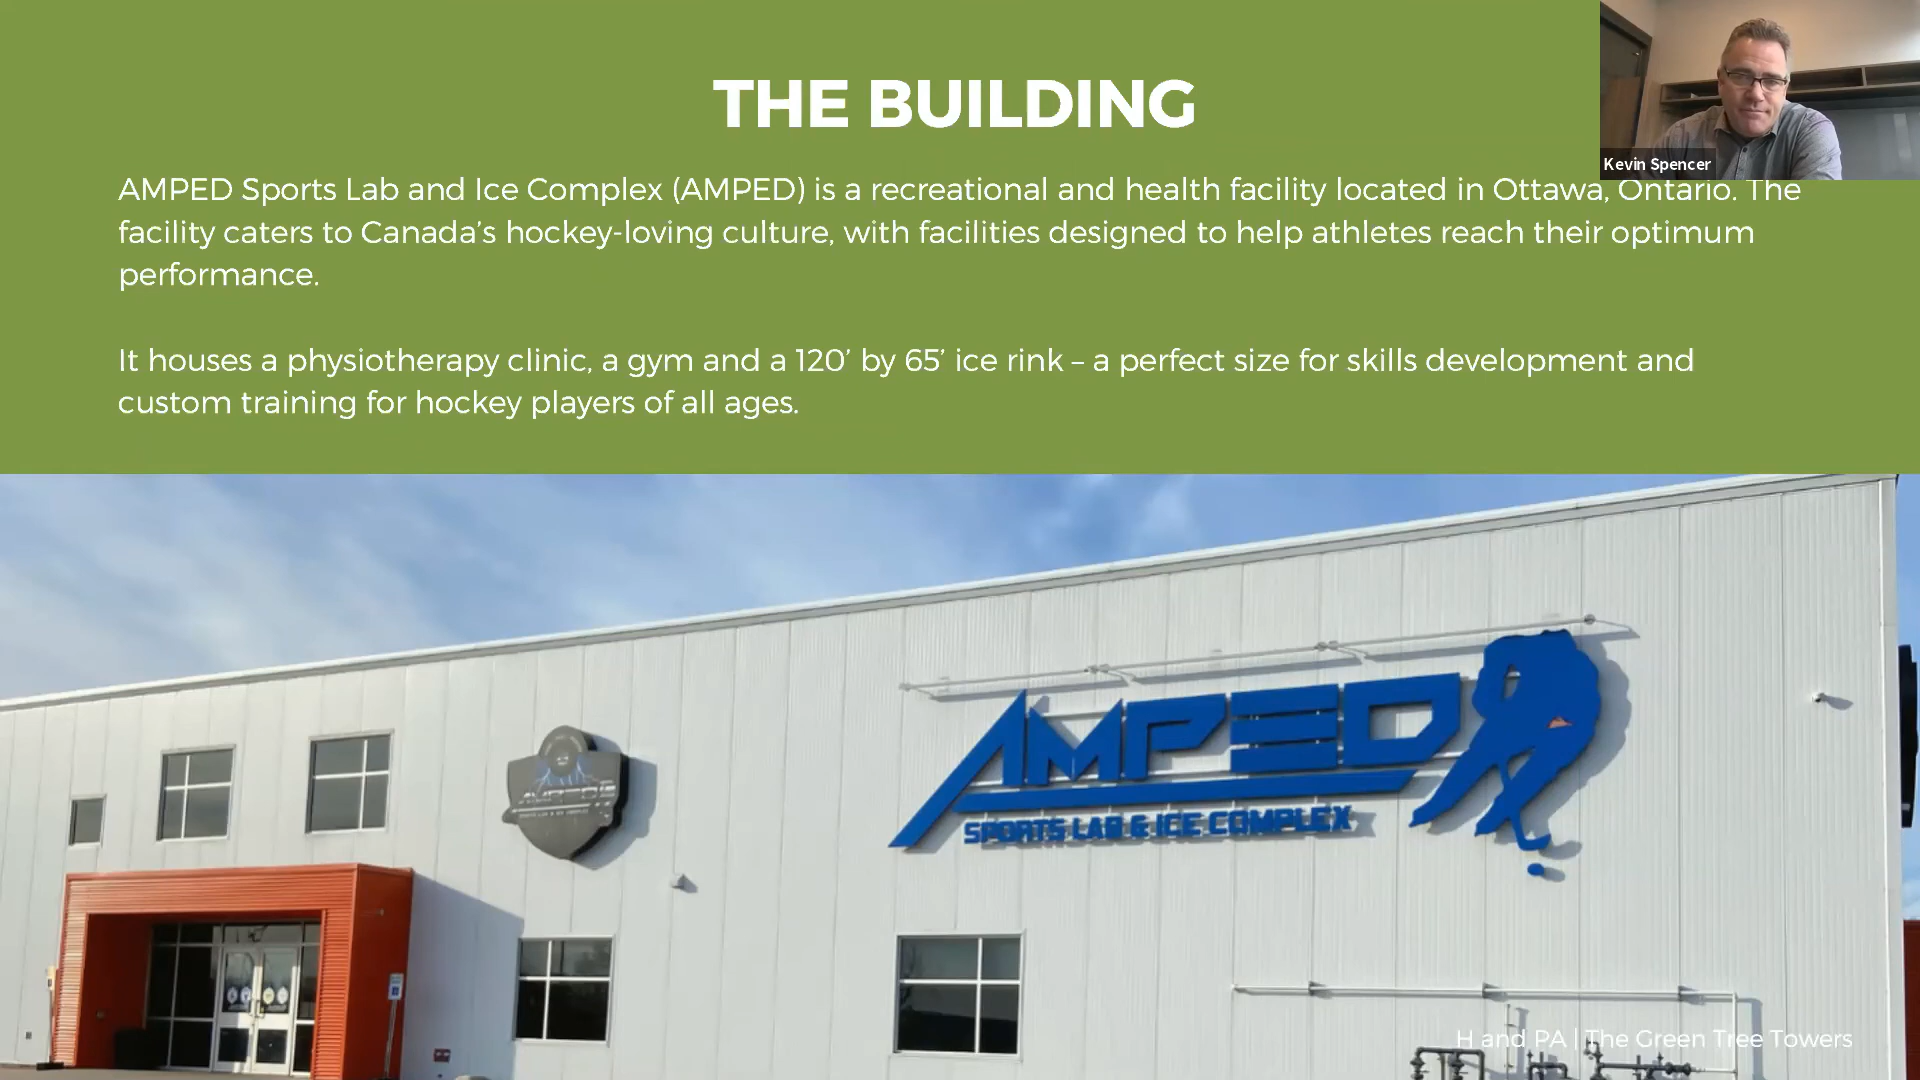 THE BUILDING
Kevin Spencer
AMPED Sports Lab and Ice Complex (AMPED) is a recreational and health facility located in Ottawa, Ontario. The
facility caters to Canada's hockey-loving culture, with facilities designed to help athletes reach their optimum
performance.
It houses a physiotherapy clinic, a gym and a 120' by 65' ice rink – a perfect size for skills development and
custom training for hockey players of all ages.
AMPED
SPORTS LAB & ICE COMPLEX
AMPED
H and PA | The Green Tree Towers